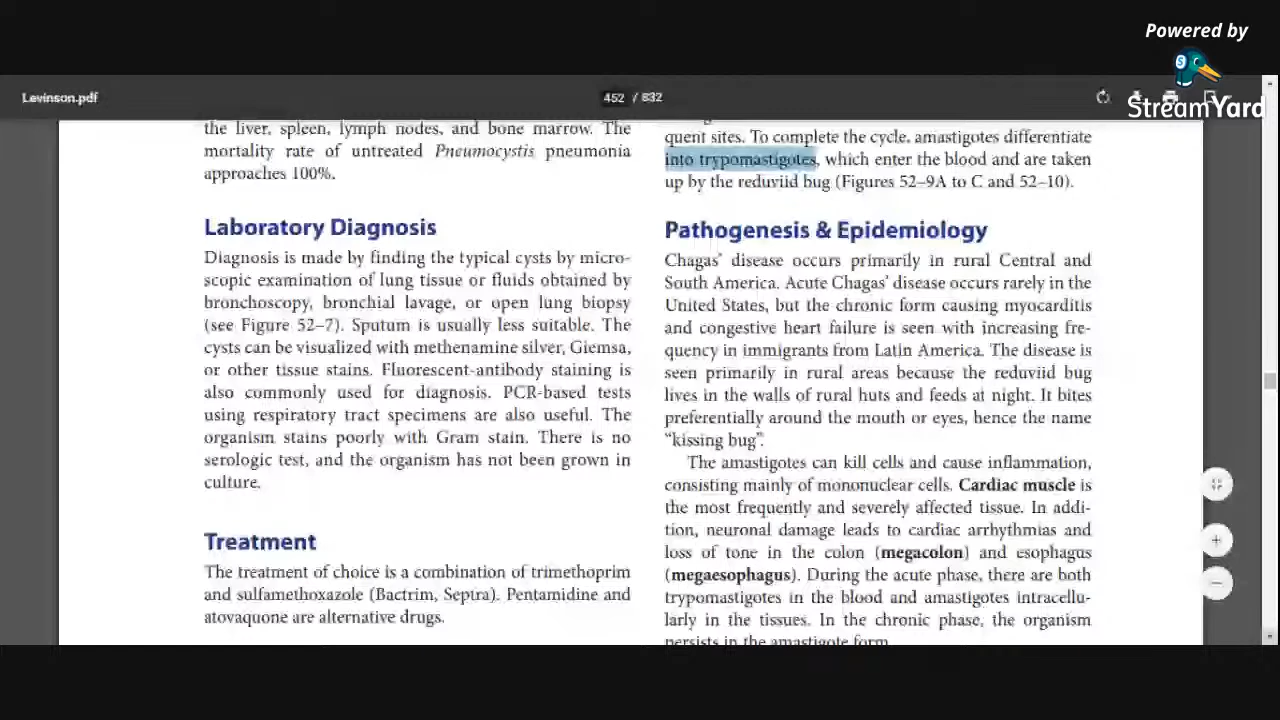 Powered by
StreamYard
Levinson.pdf
452 / 832
the liver, spleen, lymph nodes, and bone marrow. The
mortality rate of untreated Pneumocystis pneumonia
approaches 100%.
Laboratory Diagnosis
Diagnosis is made by finding the typical cysts by micro-
scopic examination of lung tissue or fluids obtained by
bronchoscopy, bronchial lavage, or open lung biopsy
(see Figure 52–7). Sputum is usually less suitable. The
cysts can be visualized with methenamine silver, Giemsa,
or other tissue stains. Fluorescent-antibody staining is
also commonly used for diagnosis. PCR-based tests
using respiratory tract specimens are also useful. The
organism stains poorly with Gram stain. There is no
serologic test, and the organism has not been grown in
culture.
Treatment
The treatment of choice is a combination of trimethoprim
and sulfamethoxazole (Bactrim, Septra). Pentamidine and
atovaquone are alternative drugs.
quent sites. To complete the cycle, amastigotes differentiate
into trypomastigotes, which enter the blood and are taken
up by the reduviid bug (Figures 52–9A to C and 52–10).
Pathogenesis & Epidemiology
Chagas’ disease occurs primarily in rural Central and
South America. Acute Chagas’ disease occurs rarely in the
United States, but the chronic form causing myocarditis
and congestive heart failure is seen with increasing fre-
quency in immigrants from Latin America. The disease is
seen primarily in rural areas because the reduviid bug
lives in the walls of rural huts and feeds at night. It bites
preferentially around the mouth or eyes, hence the name
“kissing bug”.
The amastigotes can kill cells and cause inflammation,
consisting mainly of mononuclear cells. Cardiac muscle is
the most frequently and severely affected tissue. In addi-
tion, neuronal damage leads to cardiac arrhythmias and
loss of tone in the colon (megacolon) and esophagus
(megaesophagus). During the acute phase, there are both
trypomastigotes in the blood and amastigotes intracellu-
larly in the tissues. In the chronic phase, the organism
persists in the amastigote form.